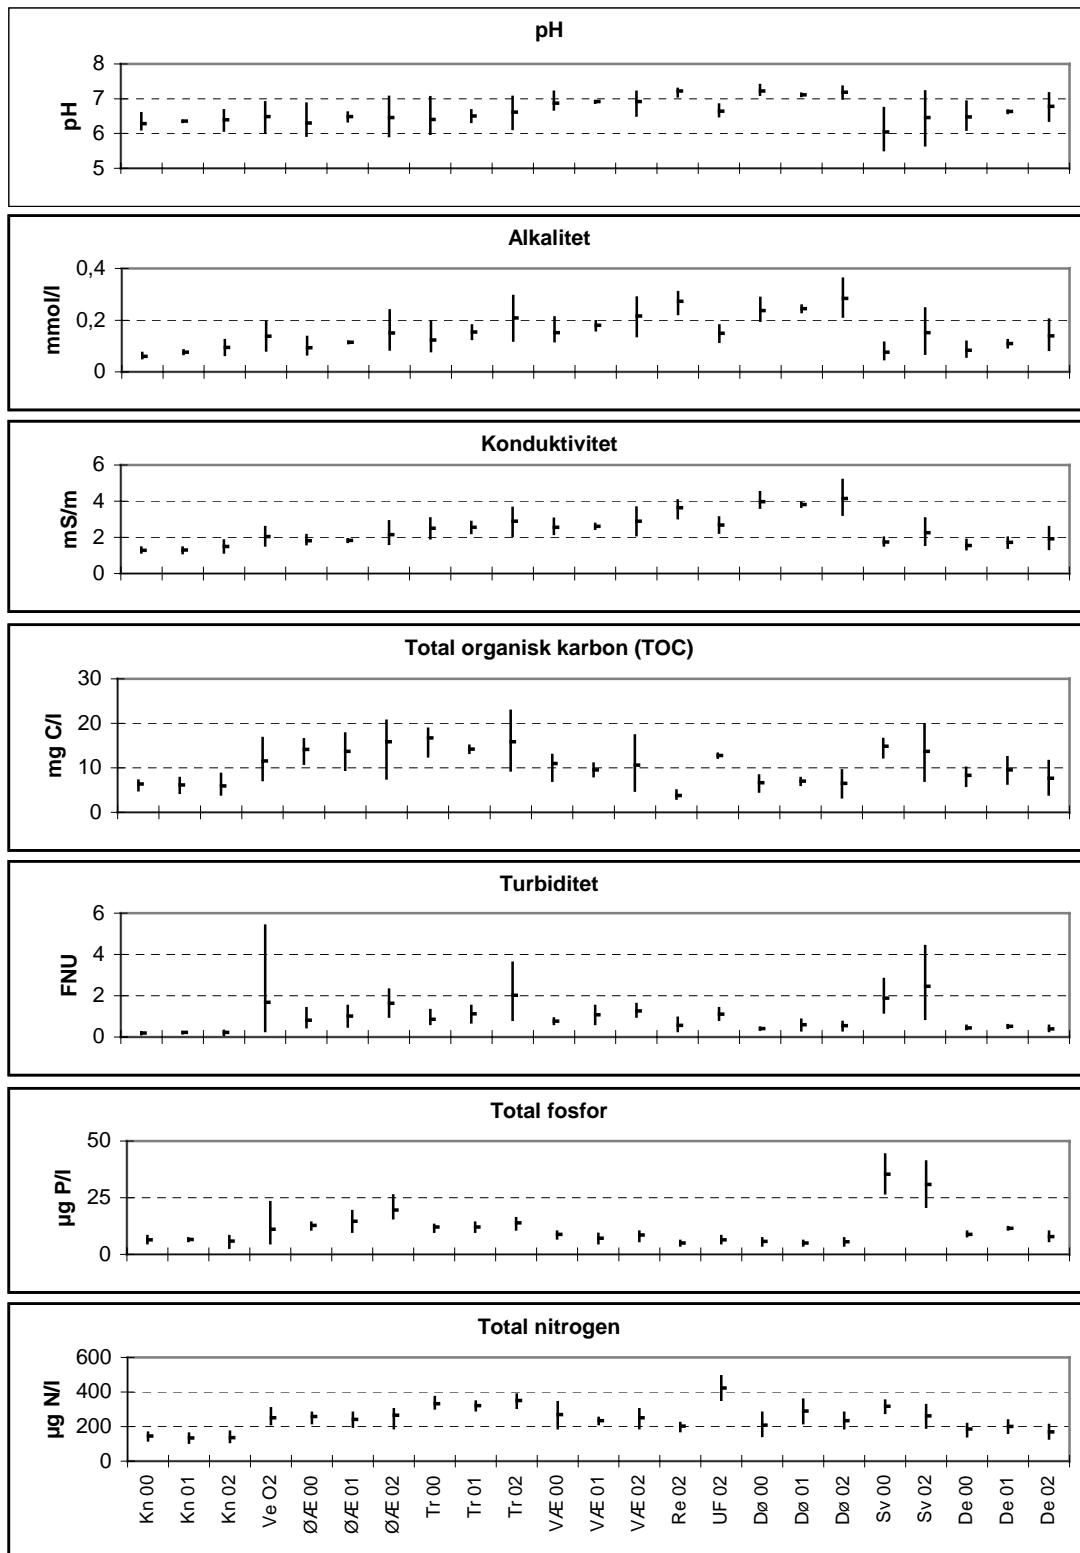 pH
8
7
6
5
pH
Alkalitet
0,4
0,2
0
mmol/l
Konduktivitet
6
4
2
0
mS/m
Total organisk karbon (TOC)
30
20
10
0
mg C/l
Turbiditet
6
4
2
0
FNU
Total fosfor
50
25
0
µg P/l
Total nitrogen
600
400
200
0
µg N/l
Kn 00
Kn 01
Kn 02
Ve O2
ØÆ 00
ØÆ 01
ØÆ 02
Tr 00
Tr 01
Tr 02
VÆ 00
VÆ 01
VÆ 02
Re 02
UF 02
Dø 00
Dø 01
Dø 02
Sv 00
Sv 02
De 00
De 01
De 02